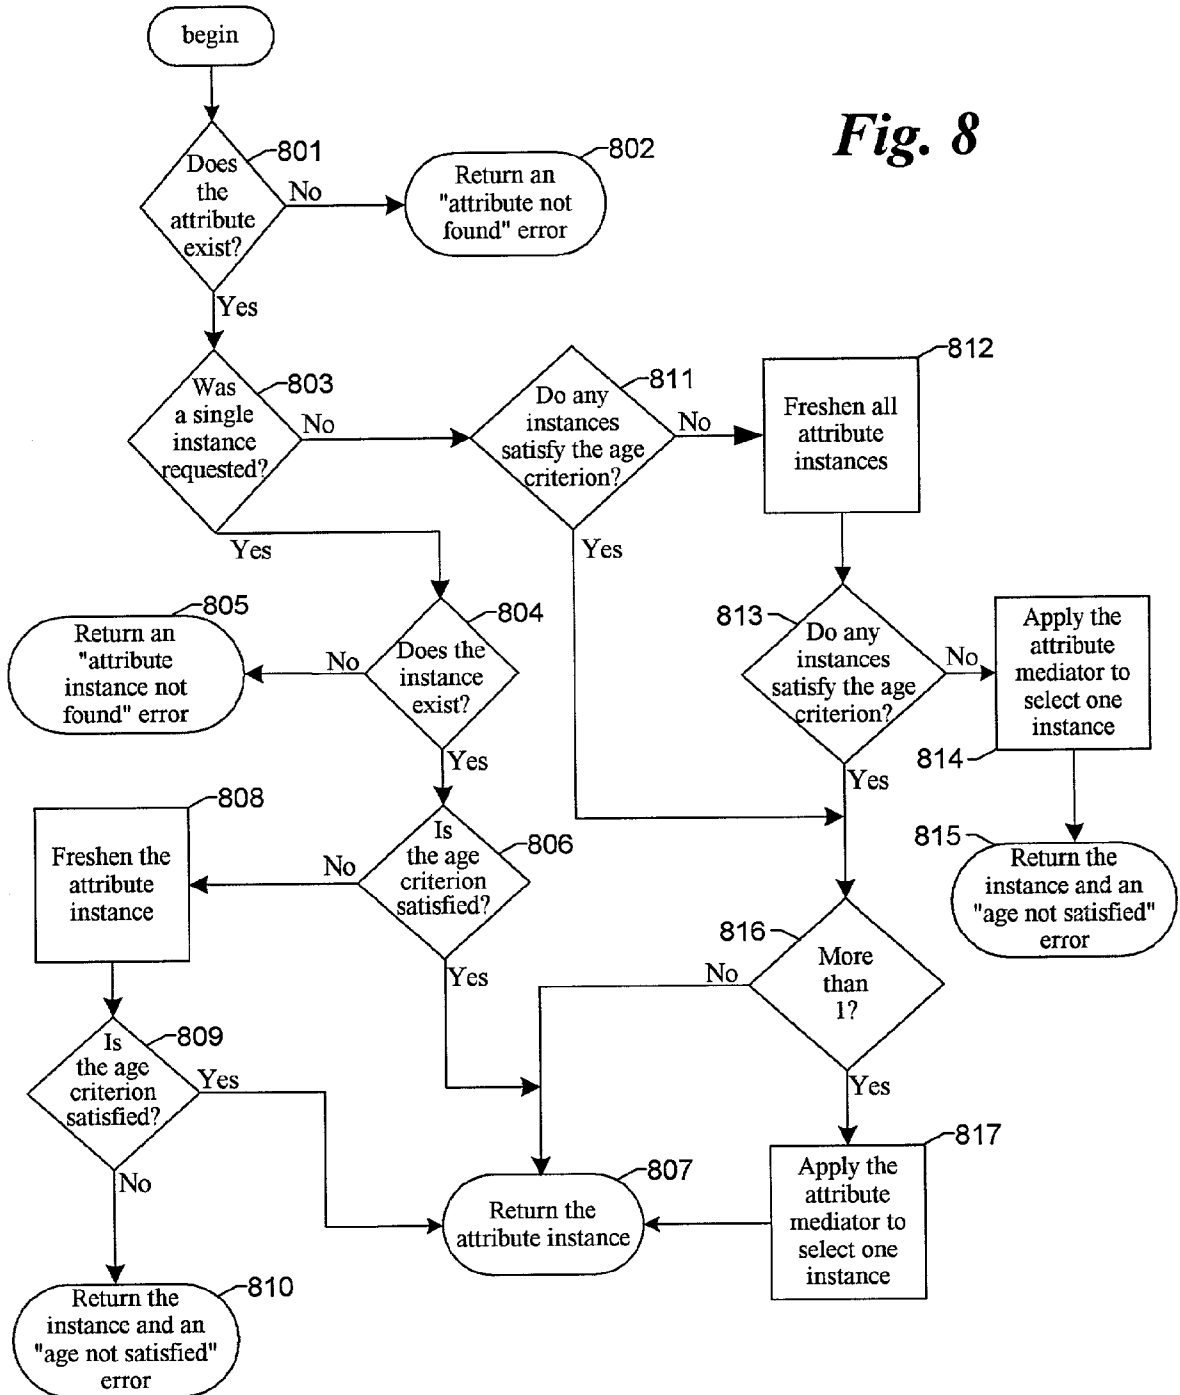 begin
Fig. 8
801
Does
the
attribute
exist?
No
802
Return an
"attribute not
found" error
Yes
803
Was
a single
instance
requested?
No
811
Do any
instances
satisfy the age
criterion?
No
812
Freshen all
attribute
instances
Yes
Yes
805
Return an
"attribute
instance not
found" error
No
804
Does the
instance
exist?
813
Do any
instances
satisfy the age
criterion?
No
Apply the
attribute
mediator to
select one
instance
814
Yes
Yes
808
Freshen the
attribute
instance
No
Is
the age
criterion
satisfied?
806
815
Return the
instance and an
"age not satisfied"
error
816
More
than
1?
No
Yes
Yes
809
Is
the age
criterion
satisfied?
Yes
No
807
Return the
attribute instance
817
Apply the
attribute
mediator to
select one
instance
810
Return the
instance and an
"age not satisfied"
error